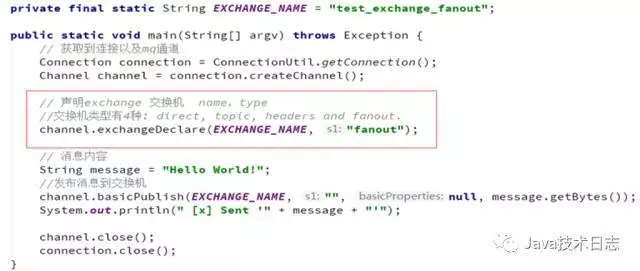 private final static String EXCHANGE_NAME = "test_exchange_fanout";
public static void main(String[] argv) throws Exception {
// 获取到连接以及mq通道
Connection connection = ConnectionUtil.getConnection();
Channel channel = connection.createChannel();
// 声明exchange 交换机 name、type
//交换机类型有4种: direct, topic, headers and fanout.
channel.exchangeDeclare(EXCHANGE_NAME, s1: "fanout");
// 消息内容
String message = "Hello World!";
//发布消息到交换机
channel.basicPublish(EXCHANGE_NAME, s1: "", basicProperties: null, message.getBytes());
System.out.println(" [x] Sent '" + message + "'");
channel.close();
connection.close();
}
Java技术日志